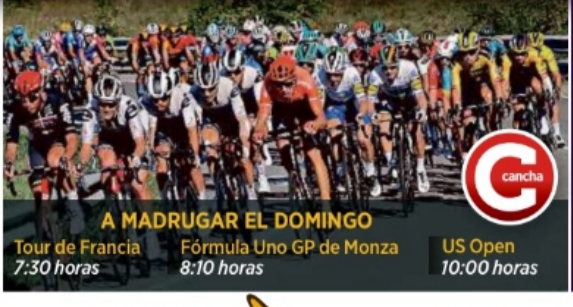 C
cancha
A MADRUGAR EL DOMINGO
Tour de Francia Fórmula Uno GP de Monza US Open
7:30 horas 8:10 horas 10:00 horas